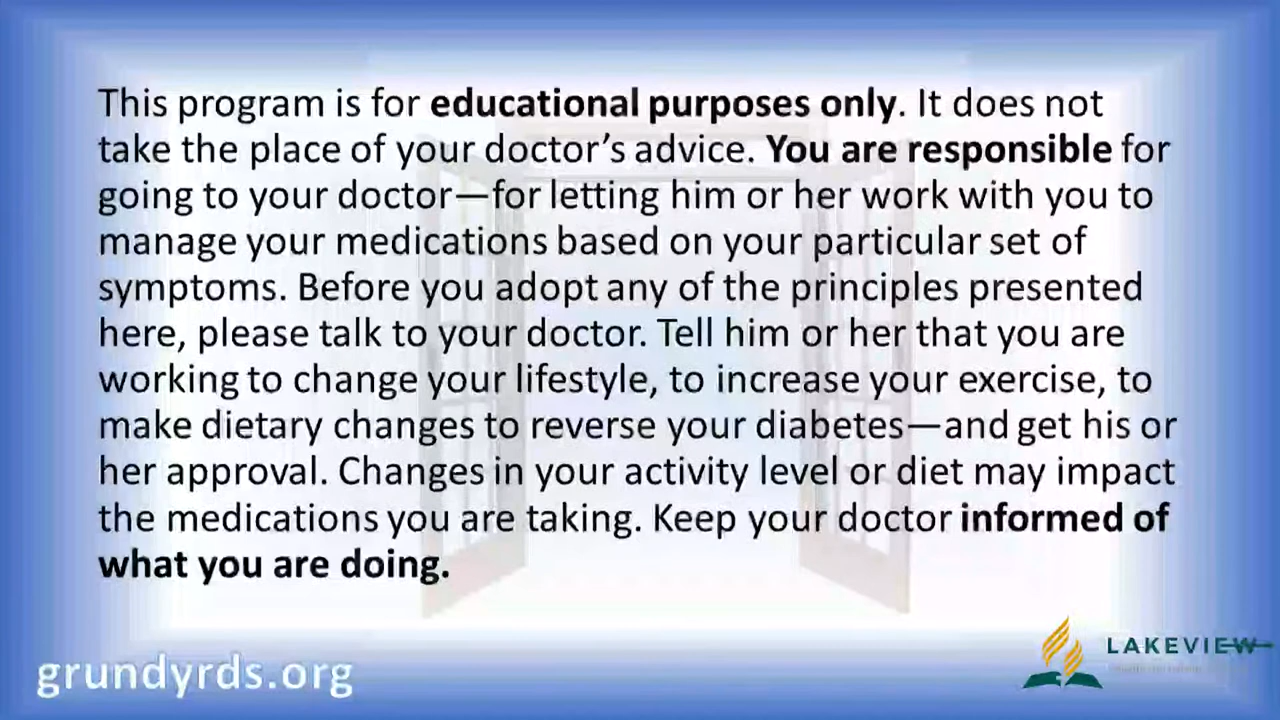 This program is for educational purposes only. It does not
take the place of your doctor’s advice. You are responsible for
going to your doctor—for letting him or her work with you to
manage your medications based on your particular set of
symptoms. Before you adopt any of the principles presented
here, please talk to your doctor. Tell him or her that you are
working to change your lifestyle, to increase your exercise, to
make dietary changes to reverse your diabetes—and get his or
her approval. Changes in your activity level or diet may impact
the medications you are taking. Keep your doctor informed of
what you are doing.
LAKEVIEW
grundyrds.org